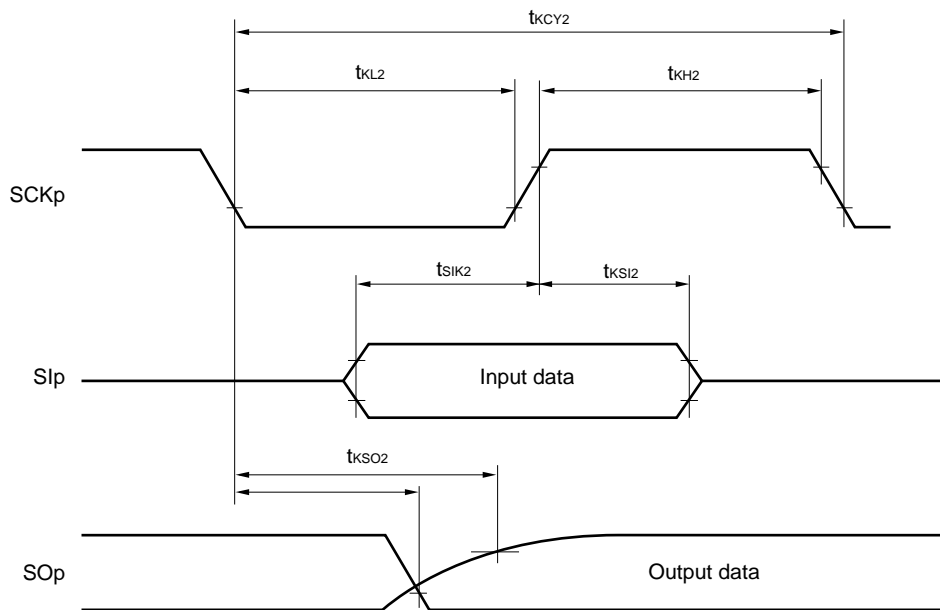 tKCY2
tKL2
tKH2
SCKp
tSIK2
tKSI2
SIp
Input data
tKSO2
SOp
Output data